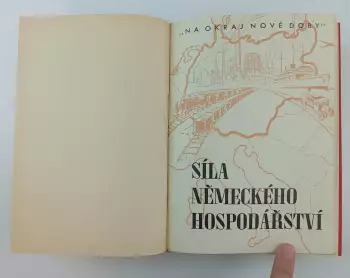 „NA OKRAJ NOVÉ DOBY"
SÍLA
NĚMECKÉHO
HOSPODÁŘSTVÍ